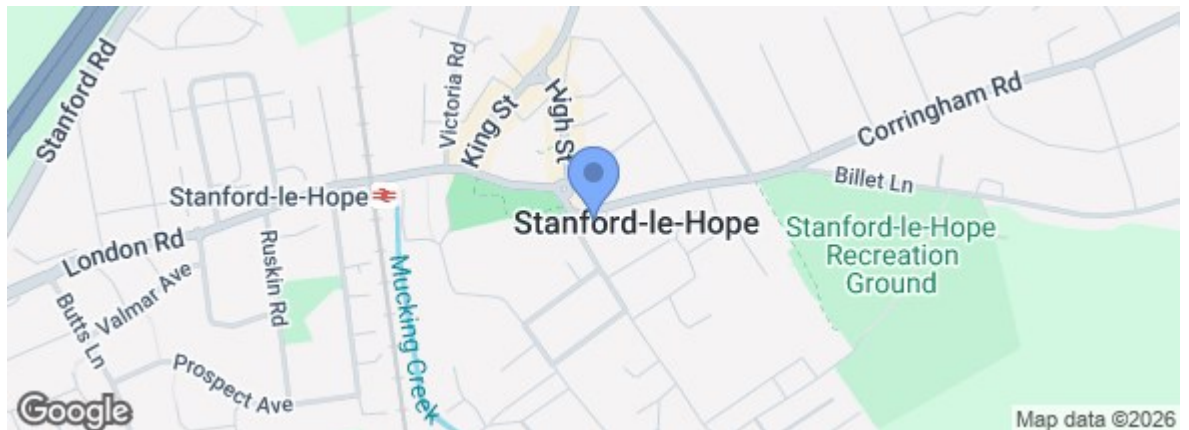 Stanford Rd
Victoria Rd
King St
High St
Corringham Rd
Billet Ln
Stanford-le-Hope
Stanford-le-Hope
Stanford-le-Hope
Recreation
Ground
London Rd
Valmar Ave
Ruskin Rd
Butts Ln
Mucking Creek
Prospect Ave
Google
Map data ©2026